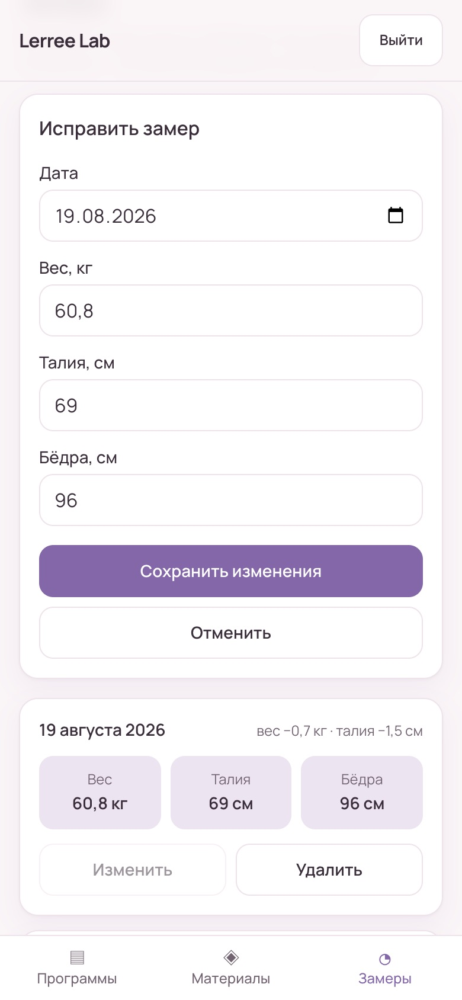 Lerree Lab
Выйти
Исправить замер
Дата
19.08.2026
Вес, кг
60,8
Талия, см
69
Бёдра, см
96
Сохранить изменения
Отменить
19 августа 2026
вес −0,7 кг · талия −1,5 см
Вес
60,8 кг
Талия
69 см
Бёдра
96 см
Изменить
Удалить
Программы
Материалы
Замеры